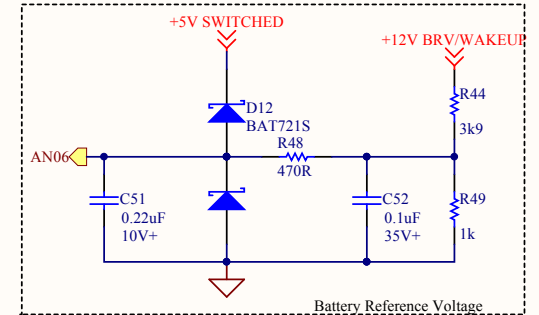 +5V SWITCHED
+12V BRV/WAKEUP
R44
3k9
D12
BAT721S
R48
470R
AN06
C51
0.22uF
10V+
C52
0.1uF
35V+
R49
1k
Battery Reference Voltage